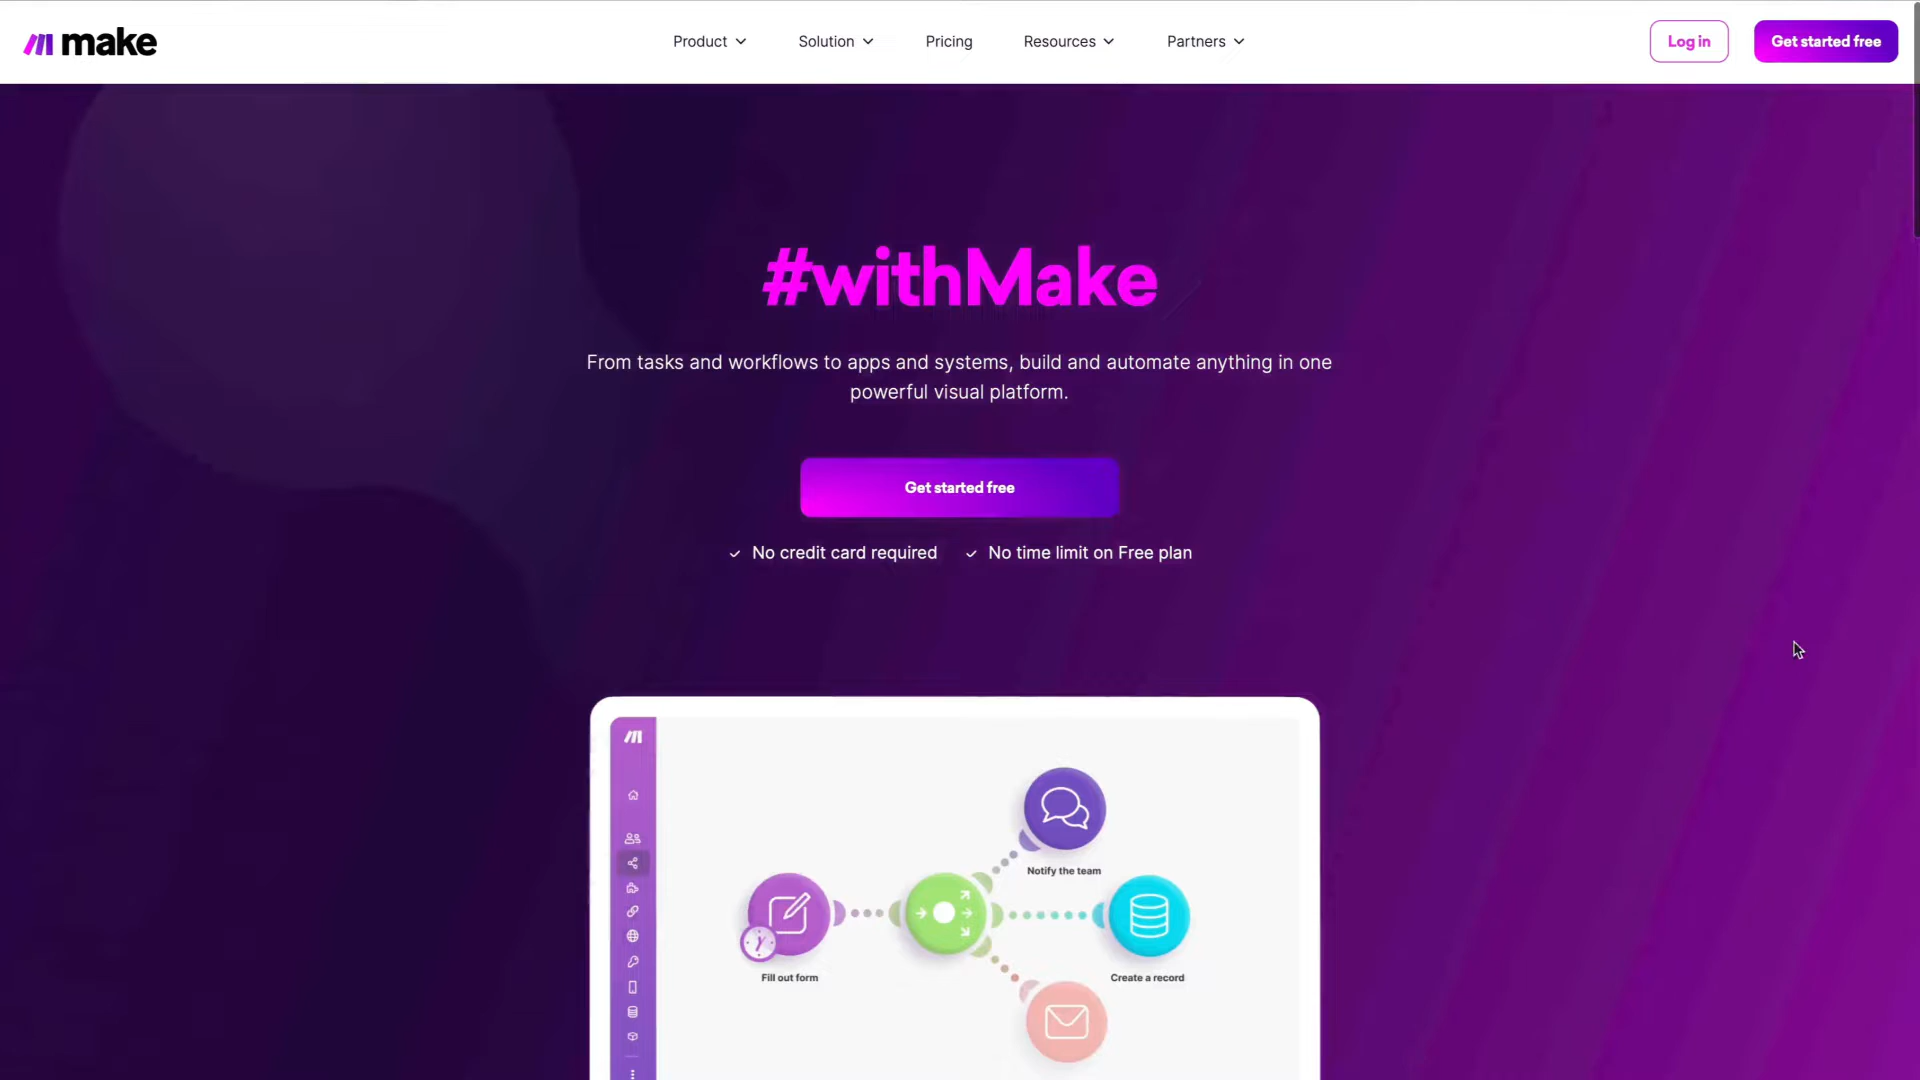 make
Product
Solution
Pricing
Resources
Partners
Log in
Get started free
#withMake
From tasks and workflows to apps and systems, build and automate anything in one
powerful visual platform.
Get started free
No credit card required
No time limit on Free plan
Notify the team
Fill out form
Create a record